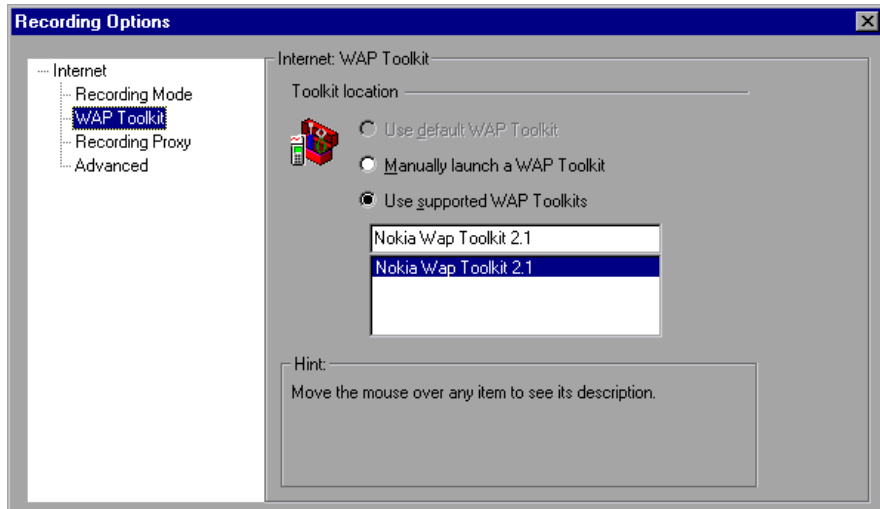 Recording Options
Internet
Recording Mode
WAP Toolkit
Recording Proxy
Advanced
Internet: WAP Toolkit
Toolkit location
Use default WAP Toolkit
Manually launch a WAP Toolkit
Use supported WAP Toolkits
Nokia Wap Toolkit 2.1
Nokia Wap Toolkit 2.1
Hint:
Move the mouse over any item to see its description.